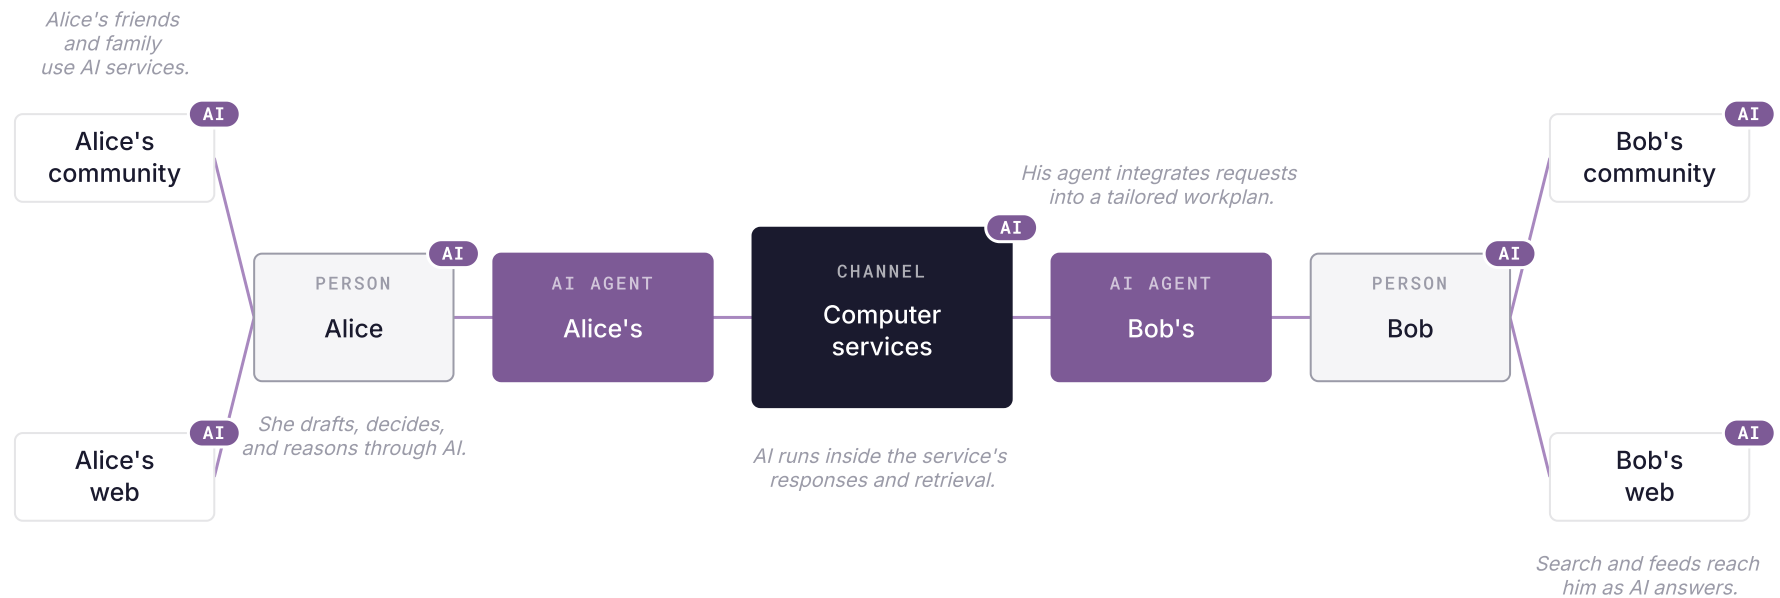 Alice's friends
and family
use AI services.
AI
Alice's
community
AI
Alice's
web
AI
PERSON
Alice
She drafts, decides,
and reasons through AI.
AI AGENT
Alice's
AI
CHANNEL
Computer
services
AI runs inside the service's
responses and retrieval.
His agent integrates requests
into a tailored workplan.
AI AGENT
Bob's
AI
PERSON
Bob
AI
Bob's
community
AI
Bob's
web
Search and feeds reach
him as AI answers.